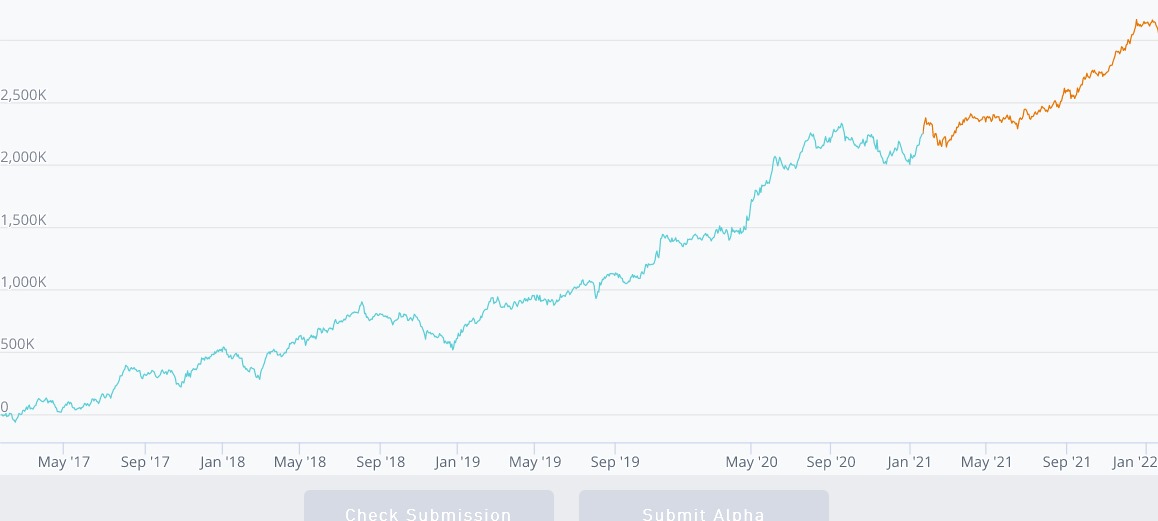 2,500K
2,000K
1,500K
1,000K
500K
0
May '17 Sep '17 Jan '18 May '18 Sep '18 Jan '19 May '19 Sep '19 May '20 Sep '20 Jan '21 May '21 Sep '21 Jan '22
Check Submission Submit Alpha